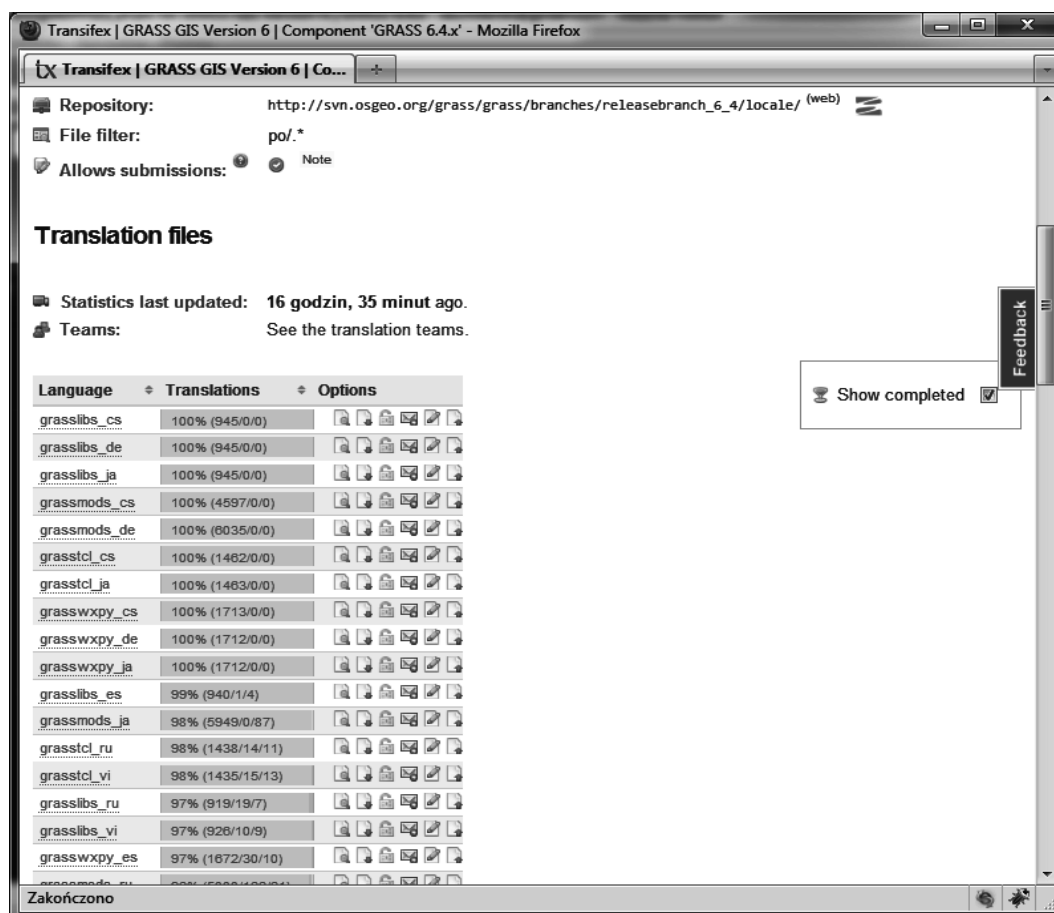 Transifex | GRASS GIS Version 6 | Component 'GRASS 6.4.x' - Mozilla Firefox
tx Transifex | GRASS GIS Version 6 | Co...
Repository: http://svn.osgeo.org/grass/grass/branches/releasebranch_6_4/locale/ (web)
File filter: po/.*
Allows submissions: Note
Translation files
Statistics last updated: 16 godzin, 35 minut ago.
Teams: See the translation teams.
Feedback
Show completed
Language Translations Options
grasslibs_cs 100% (945/0/0)
grasslibs_de 100% (945/0/0)
grasslibs_ja 100% (945/0/0)
grassmods_cs 100% (4597/0/0)
grassmods_de 100% (6035/0/0)
grasstcl_cs 100% (1462/0/0)
grasstcl_ja 100% (1463/0/0)
grasswxpy_cs 100% (1713/0/0)
grasswxpy_de 100% (1712/0/0)
grasswxpy_ja 100% (1712/0/0)
grasslibs_es 99% (940/1/4)
grassmods_ja 98% (5949/0/87)
grasstcl_ru 98% (1438/14/11)
grasstcl_vi 98% (1435/15/13)
grasslibs_ru 97% (919/19/7)
grasslibs_vi 97% (926/10/9)
grasswxpy_es 97% (1672/30/10)
Zakończono